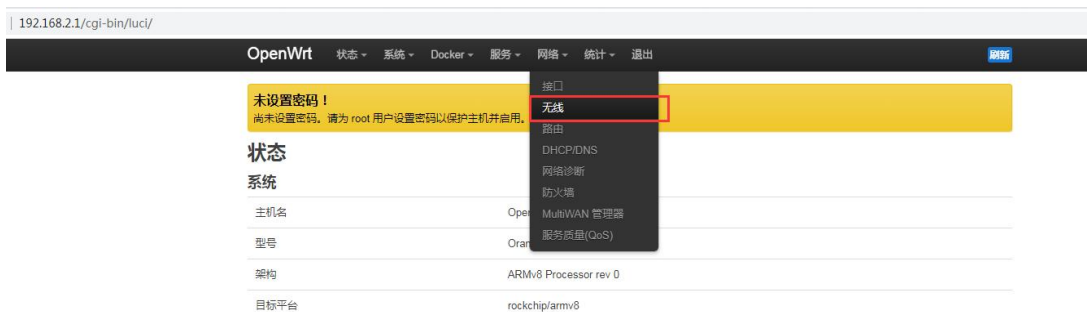 192.168.2.1/cgi-bin/luci/
OpenWrt 状态 系统 Docker 服务 网络 统计 退出 刷新
接口
无线
路由
DHCP/DNS
网络诊断
防火墙
MultiWAN 管理器
服务质量(QoS)
未设置密码！
尚未设置密码。请为 root 用户设置密码以保护主机并启用。
状态
系统
主机名 Oper
型号 Oran
架构 ARMv8 Processor rev 0
目标平台 rockchip/armv8